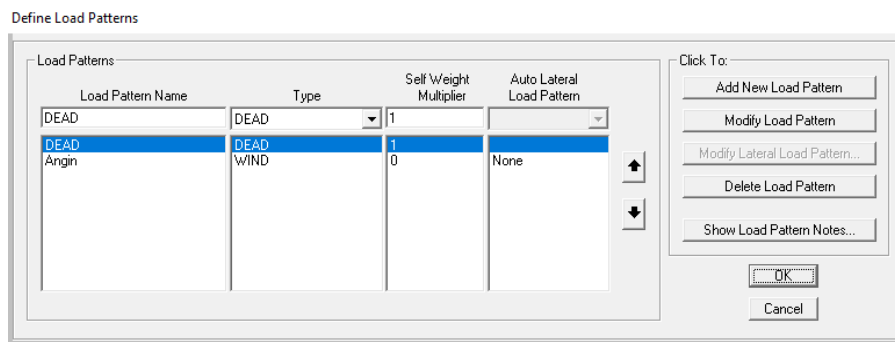 Define Load Patterns
Load Patterns
Click To:
Load Pattern Name
Type
Self Weight
Multiplier
Auto Lateral
Load Pattern
DEAD
DEAD
1
DEAD
DEAD
1
Angin
WIND
0
None
Add New Load Pattern
Modify Load Pattern
Modify Lateral Load Pattern...
Delete Load Pattern
Show Load Pattern Notes...
OK
Cancel